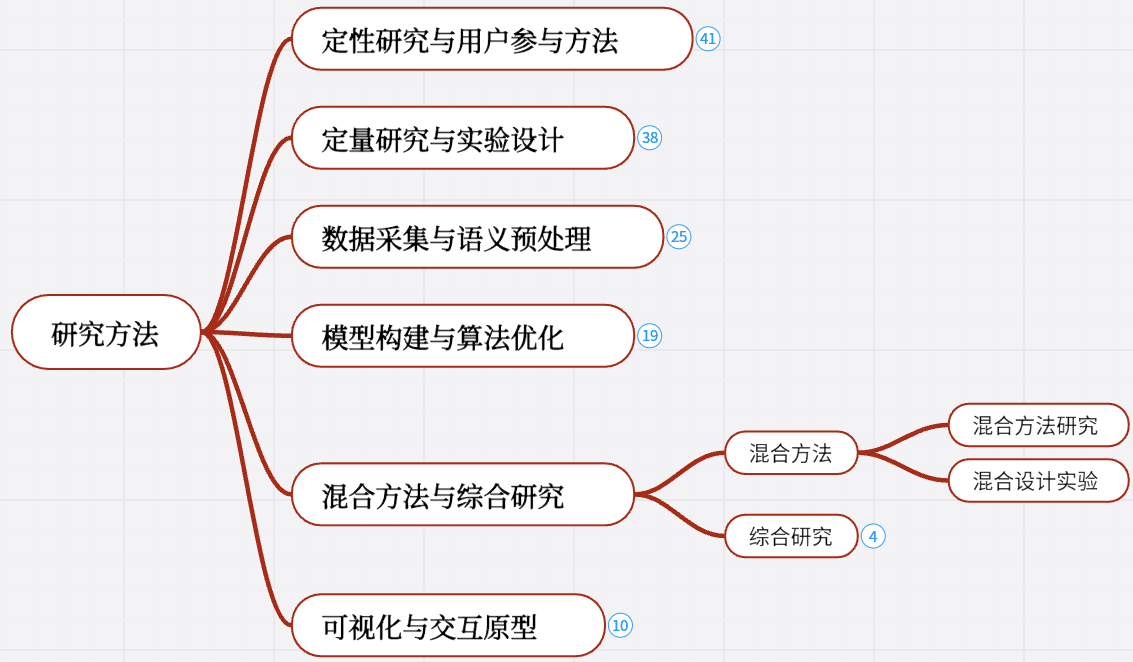 研究方法
定性研究与用户参与方法 41
定量研究与实验设计 38
数据采集与语义预处理 25
模型构建与算法优化 19
混合方法与综合研究
混合方法
混合方法研究
混合设计实验
综合研究 4
可视化与交互原型 10